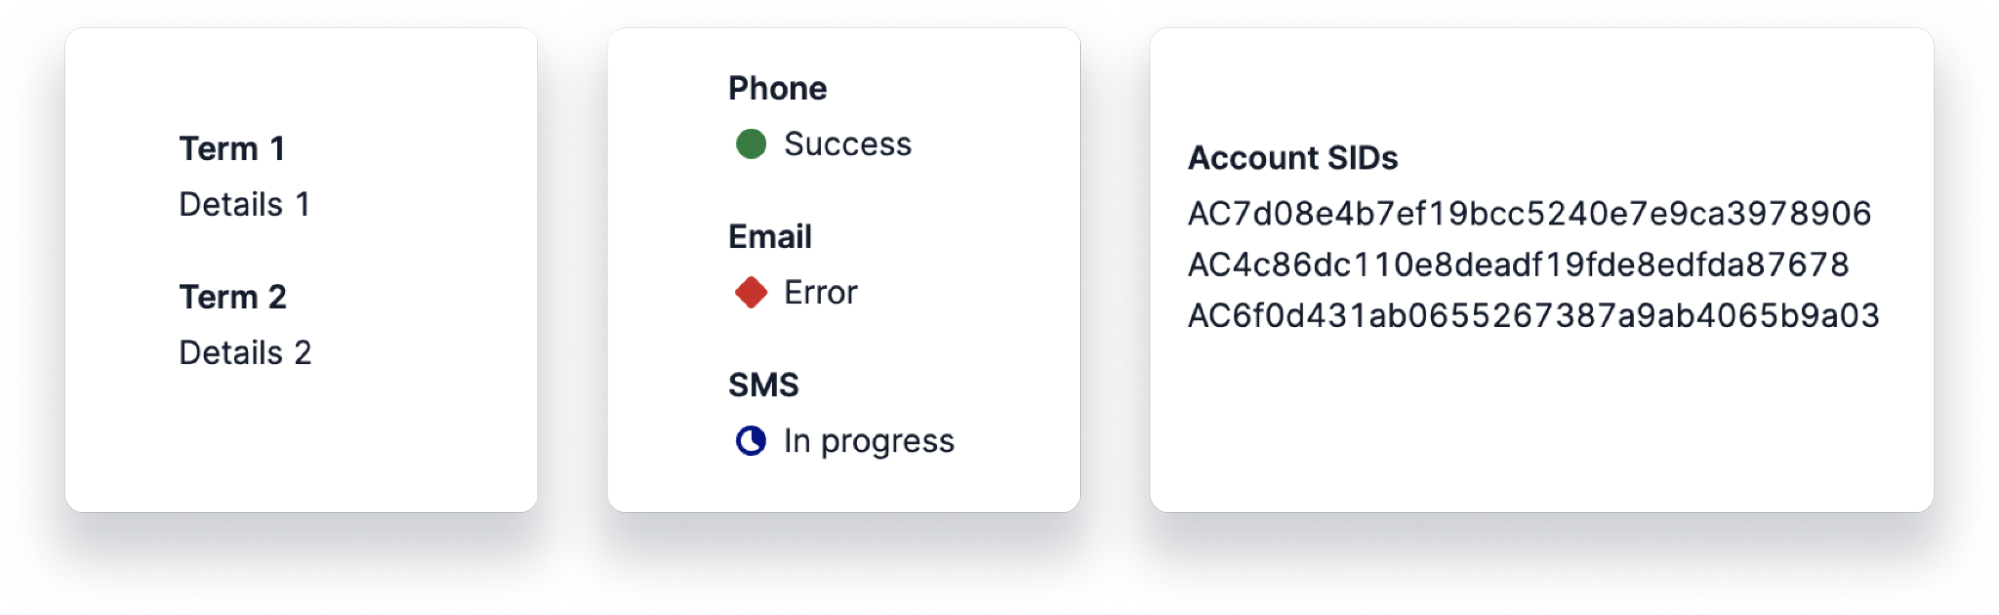 Term 1
Details 1
Term 2
Details 2
Phone
Success
Email
Error
SMS
In progress
Account SIDs
AC7d08e4b7ef19bcc5240e7e9ca3978906
AC4c86dc110e8deadf19fde8edfda87678
AC6f0d431ab0655267387a9ab4065b9a03